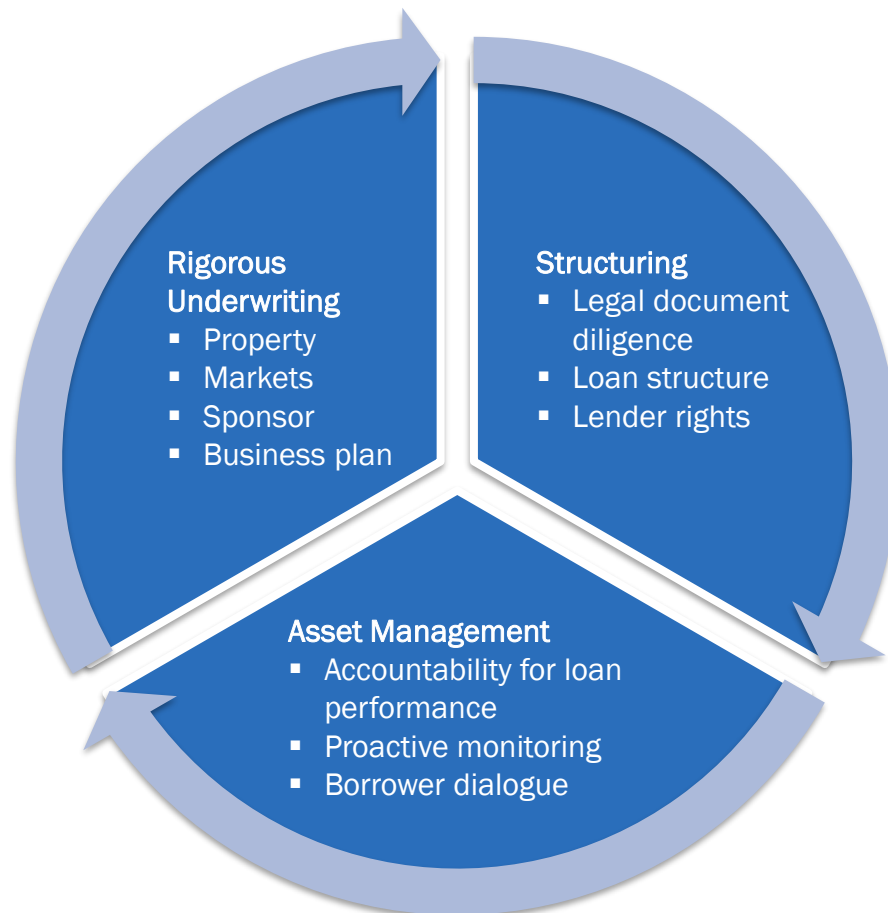 Rigorous
Underwriting
▪ Property
▪ Markets
▪ Sponsor
▪ Business plan
Structuring
▪ Legal document
diligence
▪ Loan structure
▪ Lender rights
Asset Management
▪ Accountability for loan
performance
▪ Proactive monitoring
▪ Borrower dialogue